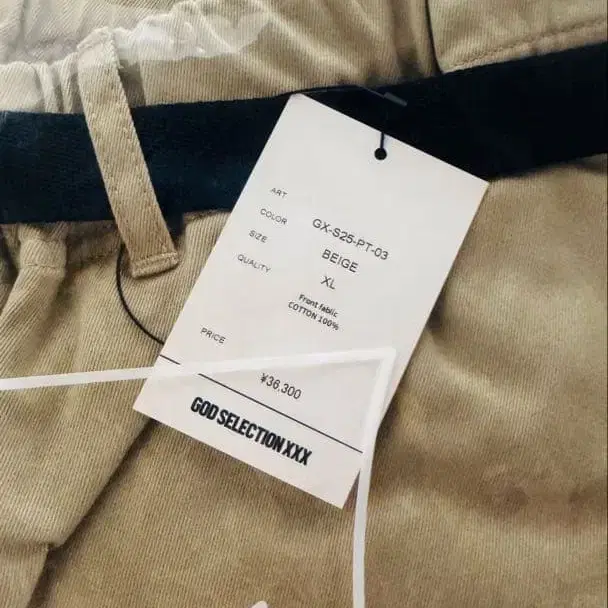 ART GX-S25-PT-03
COLOR BEIGE
SIZE XL
QUALITY Front fablic
COTTON 100%
PRICE ¥36,300
GOD SELECTION XXX